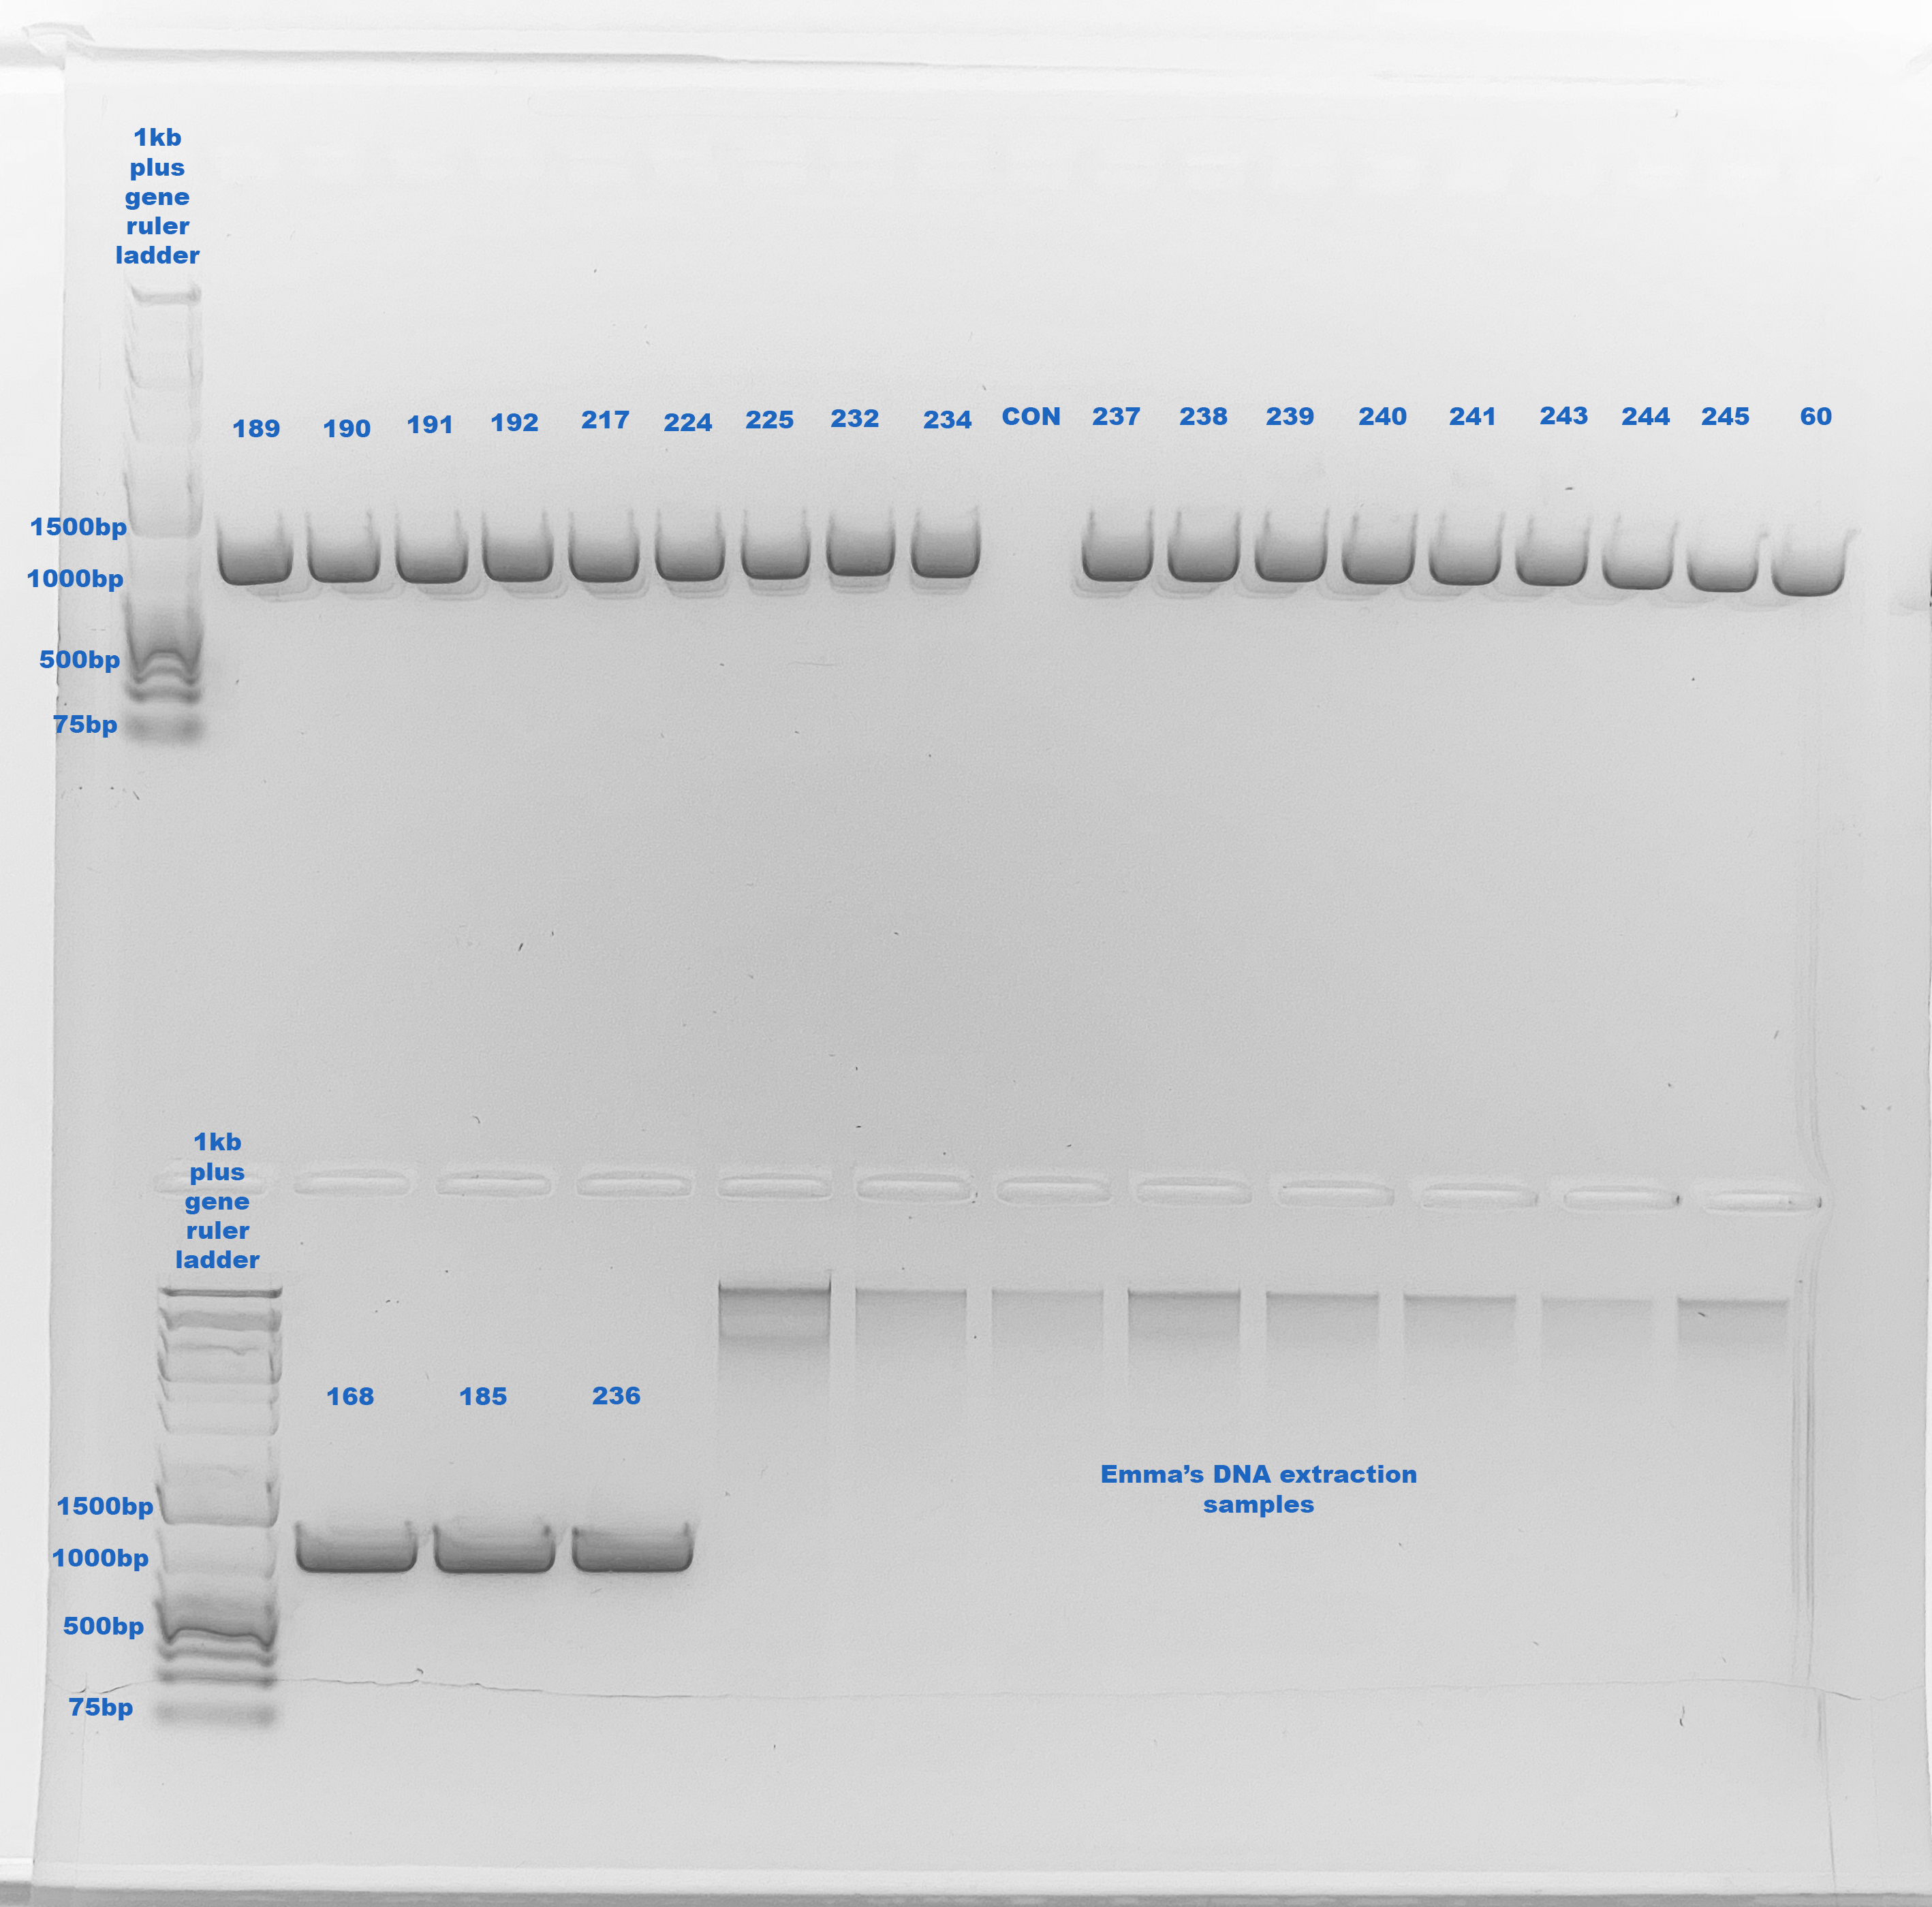 1kb
plus
gene
ruler
ladder
189 190 191 192 217 224 225 232 234 CON 237 238 239 240 241 243 244 245 60
1500bp
1000bp
500bp
75bp
1kb
plus
gene
ruler
ladder
168 185 236
Emma’s DNA extraction
samples
1500bp
1000bp
500bp
75bp